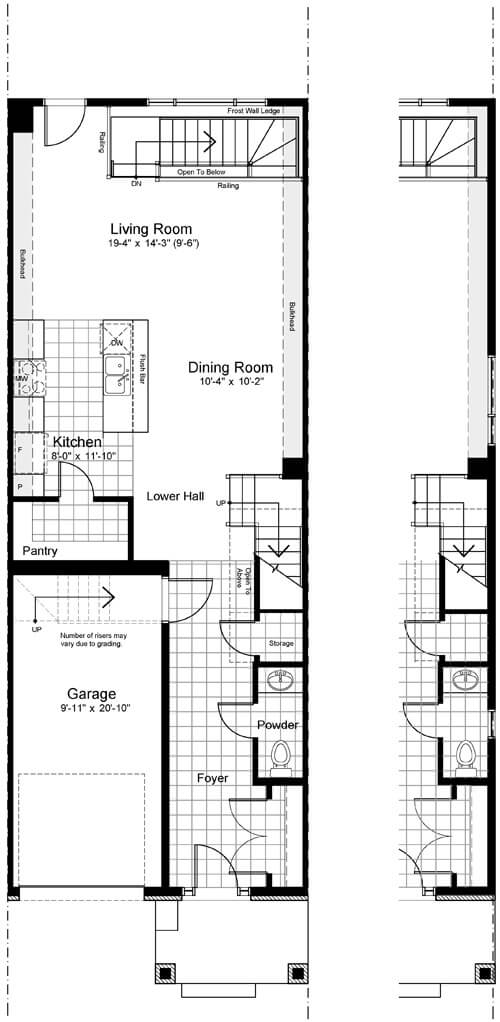 Frost Wall Ledge
Railing
Open To Below
DN
Railing
Living Room
19-4" x 14'-3" (9'-6")
Bulkhead
Bulkhead
DW
Flush Bar
Dining Room
10'-4" x 10'-2"
MW
Kitchen
8'-0" x 11'-10"
F
P
Lower Hall
UP
Pantry
Open To
Above
UP
Number of risers may
vary due to grading.
Storage
Garage
9'-11" x 20'-10"
Powder
Foyer